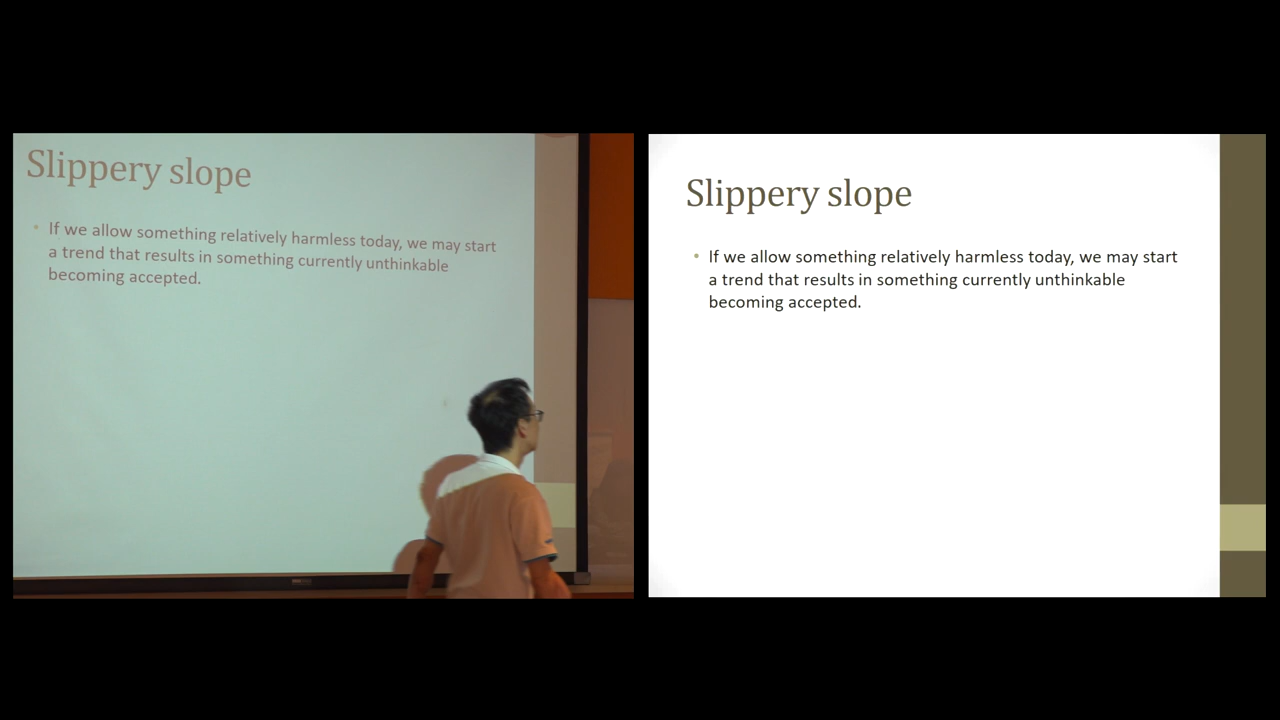 Slippery slope
• If we allow something relatively harmless today, we may start
a trend that results in something currently unthinkable
becoming accepted.
Slippery slope
• If we allow something relatively harmless today, we may start
a trend that results in something currently unthinkable
becoming accepted.